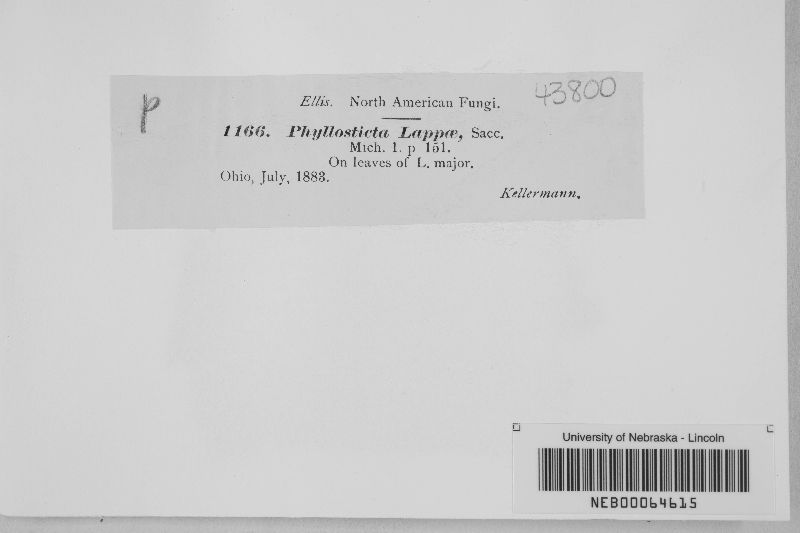 p
Ellis. North American Fungi.
43800
1166. Phyllosticta Lappæ, Sacc.
Mich. 1. p 151.
On leaves of L. major.
Ohio, July, 1883.
Kellermann.
University of Nebraska - Lincoln
NEB00064615